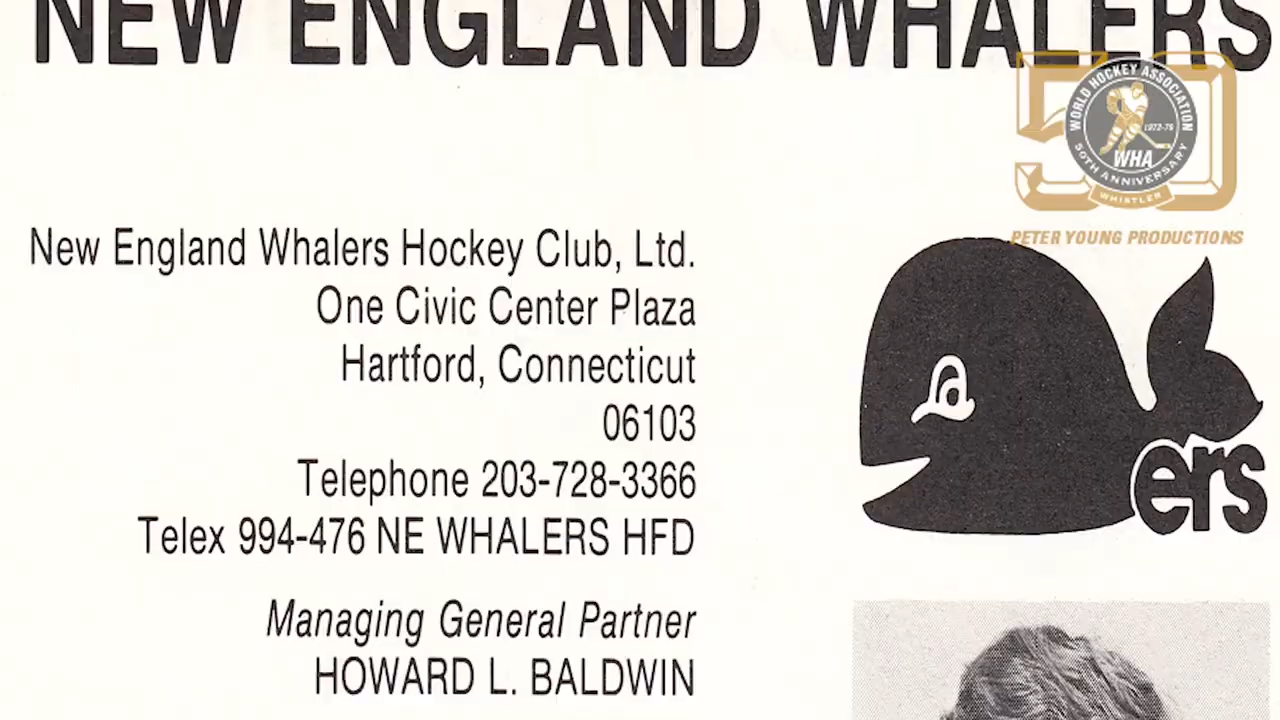 NEW ENGLAND WHALERS
50
WORLD HOCKEY ASSOCIATION
1972-79
WHA
50TH ANNIVERSARY
WHISTLER
PETER YOUNG PRODUCTIONS
New England Whalers Hockey Club, Ltd.
One Civic Center Plaza
Hartford, Connecticut
06103
Telephone 203-728-3366
Telex 994-476 NE WHALERS HFD
ers
Managing General Partner
HOWARD L. BALDWIN